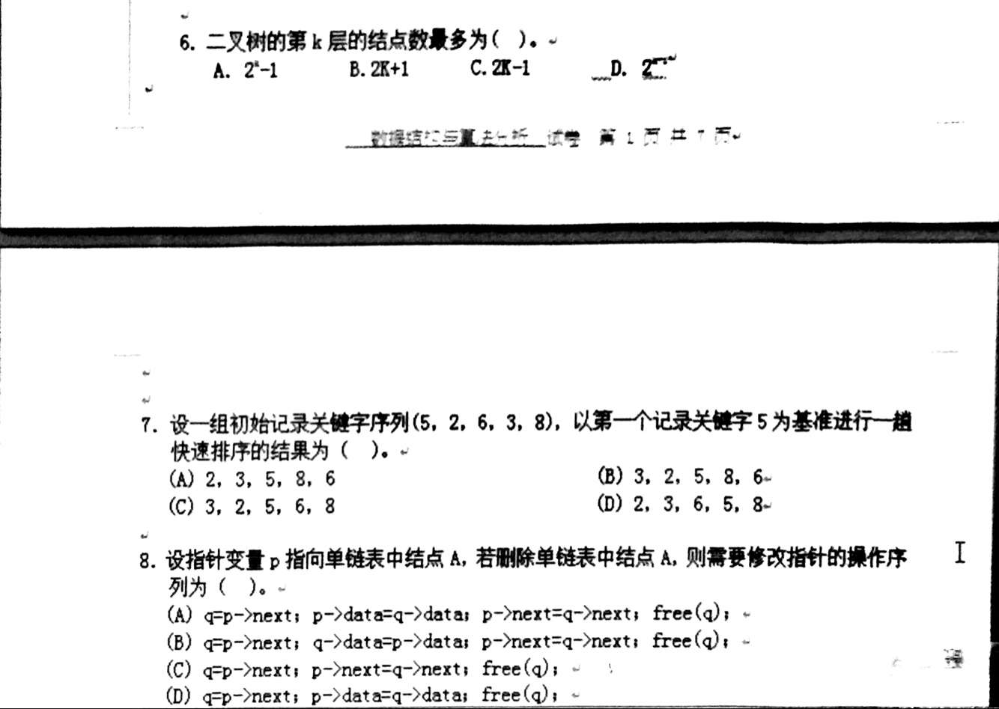 6. 二叉树的第 k 层的结点数最多为( )。
A. 2^k-1 B. 2K+1 C. 2K-1 D. 2
数据结构与算法分析 试卷 第 1 页 共 7 页
7. 设一组初始记录关键字序列(5, 2, 6, 3, 8), 以第一个记录关键字 5 为基准进行一趟
快速排序的结果为 ( )。
(A) 2, 3, 5, 8, 6 (B) 3, 2, 5, 8, 6
(C) 3, 2, 5, 6, 8 (D) 2, 3, 6, 5, 8
8. 设指针变量 p 指向单链表中结点 A, 若删除单链表中结点 A, 则需要修改指针的操作序
列为 ( )。
(A) q=p->next; p->data=q->data; p->next=q->next; free(q);
(B) q=p->next; q->data=p->data; p->next=q->next; free(q);
(C) q=p->next; p->next=q->next; free(q);
(D) q=p->next; p->data=q->data; free(q);